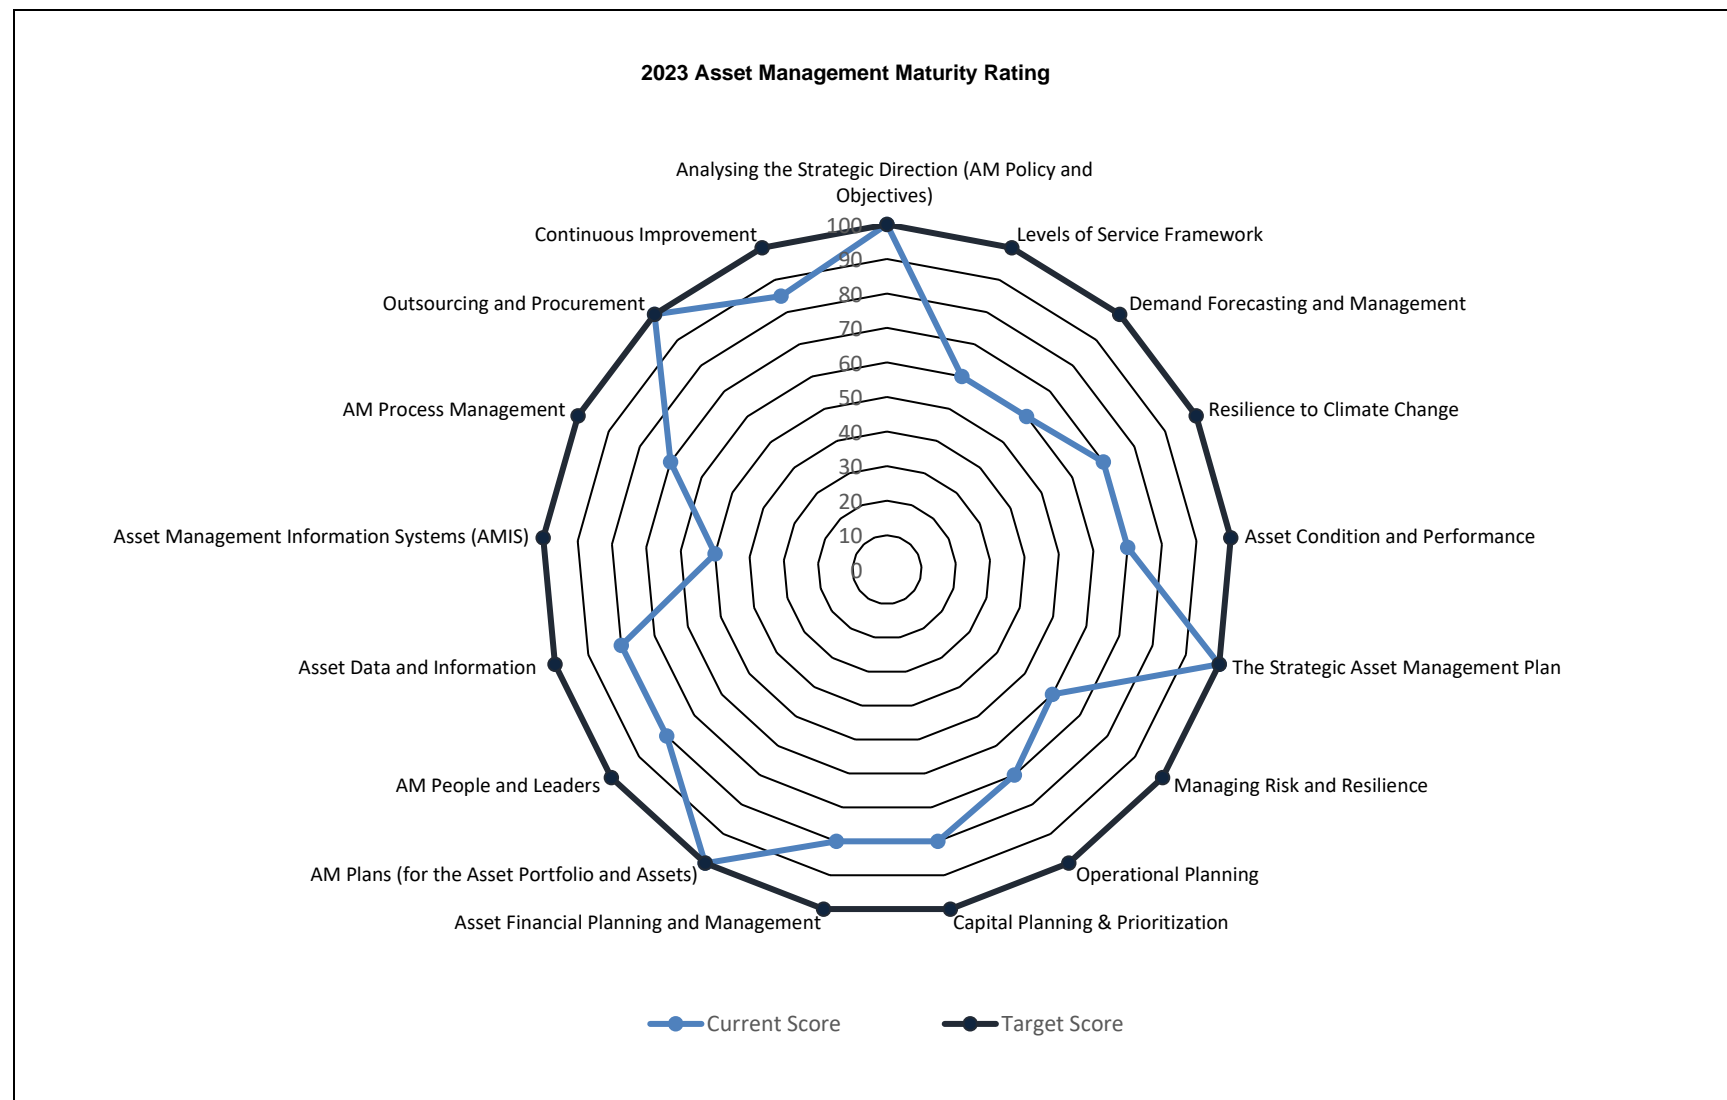 2023 Asset Management Maturity Rating
Analysing the Strategic Direction (AM Policy and
Objectives)
Levels of Service Framework
Demand Forecasting and Management
Resilience to Climate Change
Asset Condition and Performance
The Strategic Asset Management Plan
Managing Risk and Resilience
Operational Planning
Capital Planning & Prioritization
Asset Financial Planning and Management
AM Plans (for the Asset Portfolio and Assets)
AM People and Leaders
Asset Data and Information
Asset Management Information Systems (AMIS)
AM Process Management
Outsourcing and Procurement
Continuous Improvement
100
90
80
70
60
50
40
30
20
10
0
Current Score
Target Score